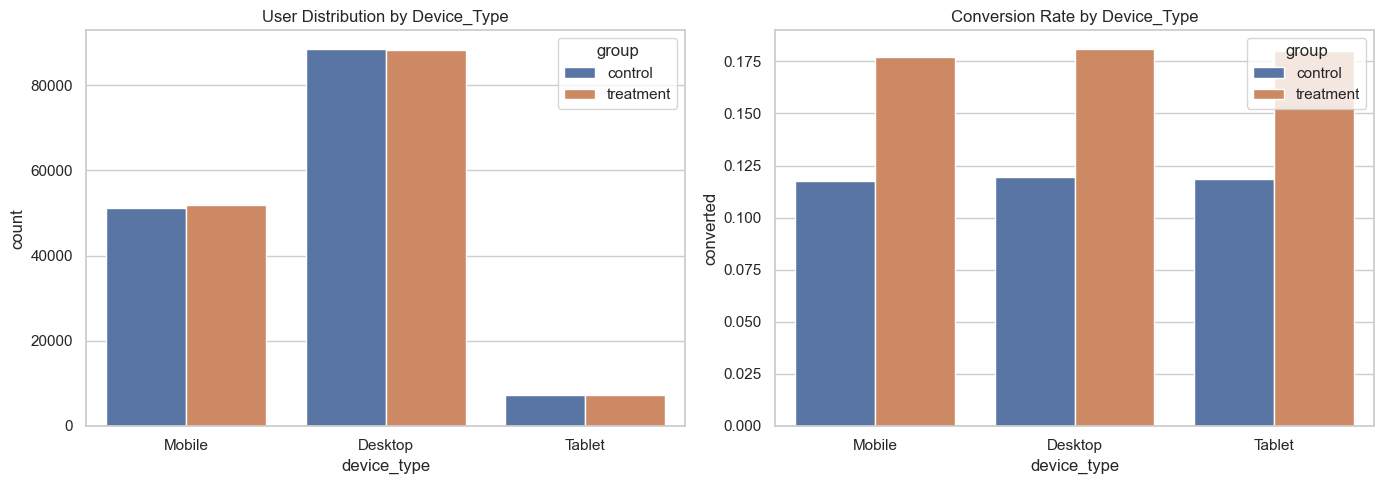 User Distribution by Device_Type
group
control
treatment
80000
60000
40000
20000
0
count
Mobile
Desktop
Tablet
device_type
Conversion Rate by Device_Type
group
control
treatment
0.175
0.150
0.125
0.100
0.075
0.050
0.025
0.000
converted
Mobile
Desktop
Tablet
device_type